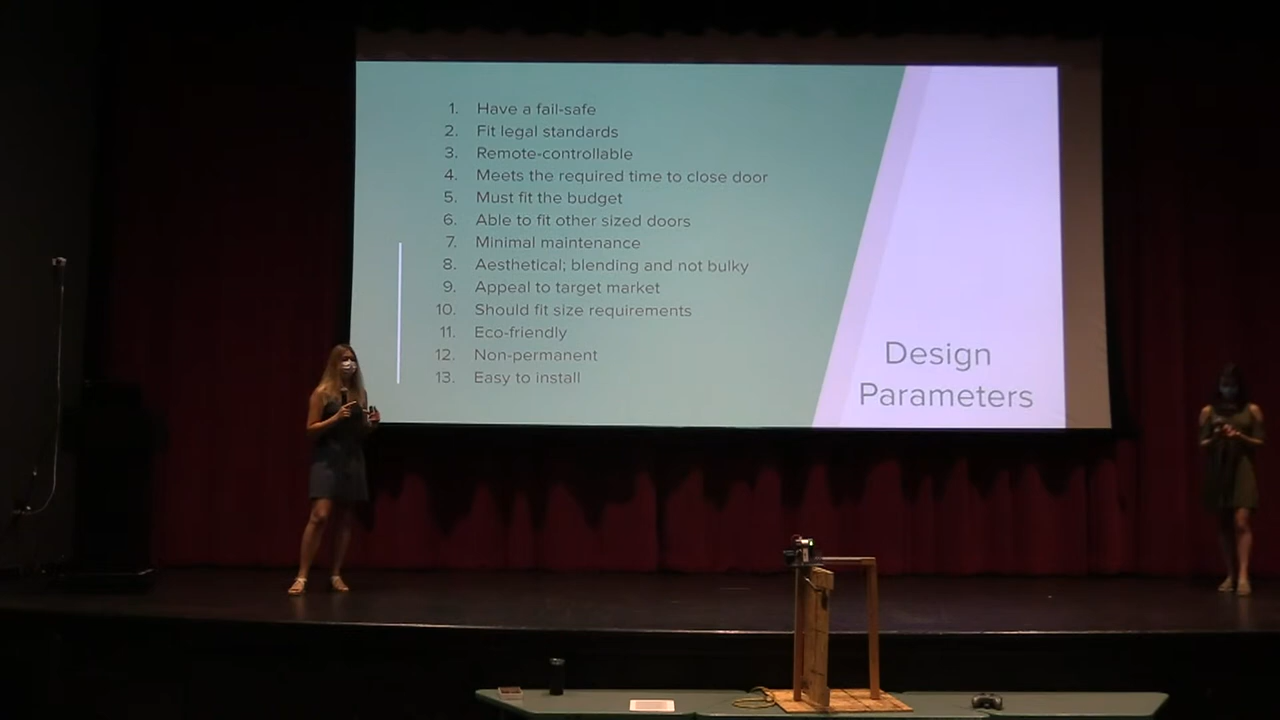 1. Have a fail-safe
2. Fit legal standards
3. Remote-controllable
4. Meets the required time to close door
5. Must fit the budget
6. Able to fit other sized doors
7. Minimal maintenance
8. Aesthetical; blending and not bulky
9. Appeal to target market
10. Should fit size requirements
11. Eco-friendly
12. Non-permanent
13. Easy to install
Design
Parameters